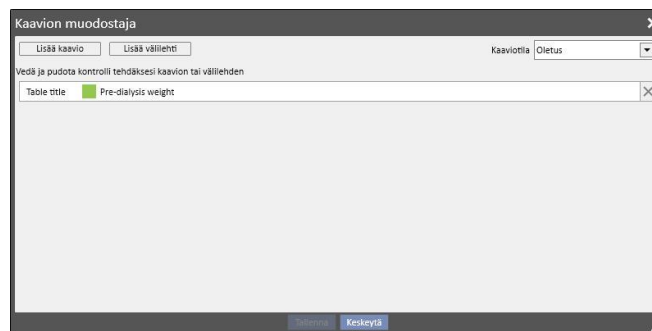 Kaavion muodostaja
Lisää kaavio Lisää välilehti Kaaviotila Oletus
Vedä ja pudota kontrolli tehdäksesi kaavion tai välilehden
Table title Pre-dialysis weight
Tallenna Keskeytä